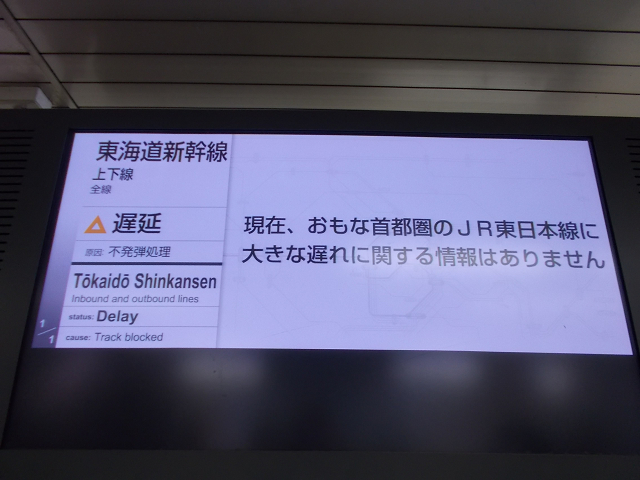 東海道新幹線
上下線
全線
遅延
原因: 不発弾処理
Tōkaidō Shinkansen
Inbound and outbound lines
status: Delay
cause: Track blocked
1/1
現在、おもな首都圏のJR東日本線に
大きな遅れに関する情報はありません